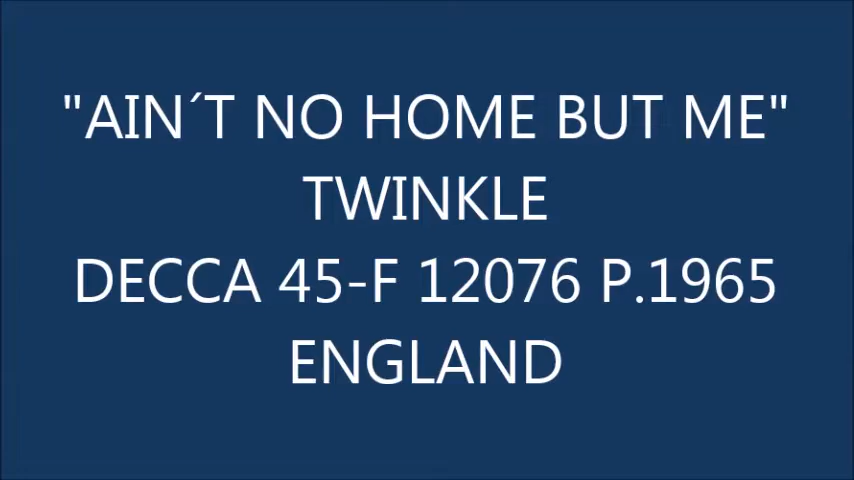 "AIN´T NO HOME BUT ME"
TWINKLE
DECCA 45-F 12076 P.1965
ENGLAND